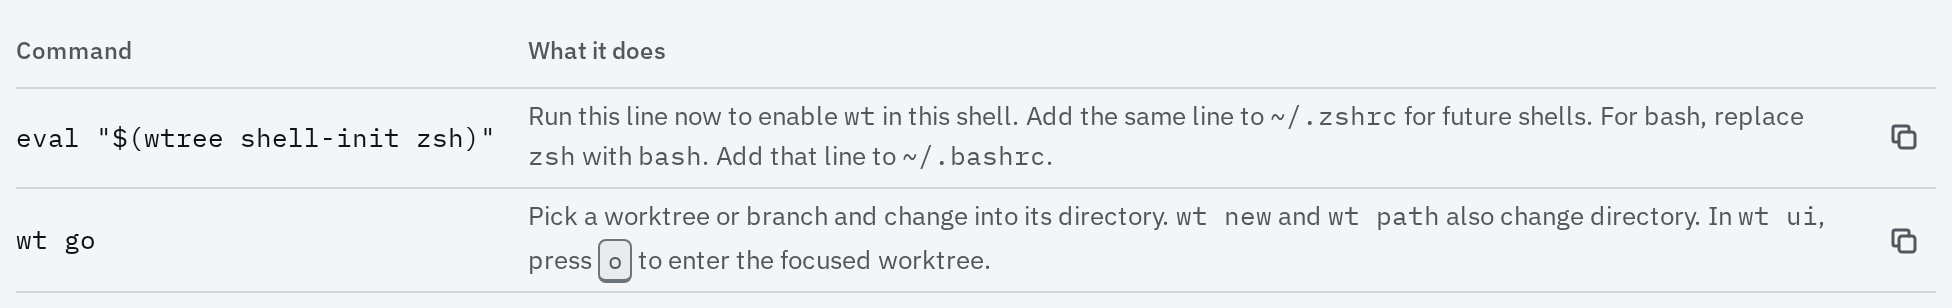 Command What it does
eval "$(wtree shell-init zsh)" Run this line now to enable wt in this shell. Add the same line to ~/.zshrc for future shells. For bash, replace
zsh with bash. Add that line to ~/.bashrc.
wt go Pick a worktree or branch and change into its directory. wt new and wt path also change directory. In wt ui,
press o to enter the focused worktree.